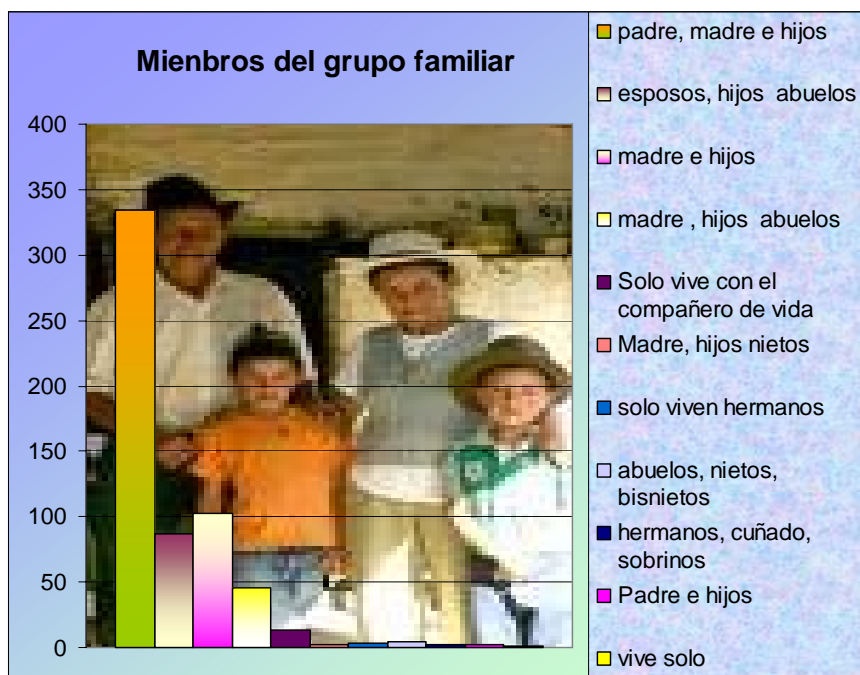 Mienbros del grupo familiar
400
350
300
250
200
150
100
50
0
padre, madre e hijos
esposos, hijos abuelos
madre e hijos
madre , hijos abuelos
Solo vive con el
compañero de vida
Madre, hijos nietos
solo viven hermanos
abuelos, nietos,
bisnietos
hermanos, cuñado,
sobrinos
Padre e hijos
vive solo